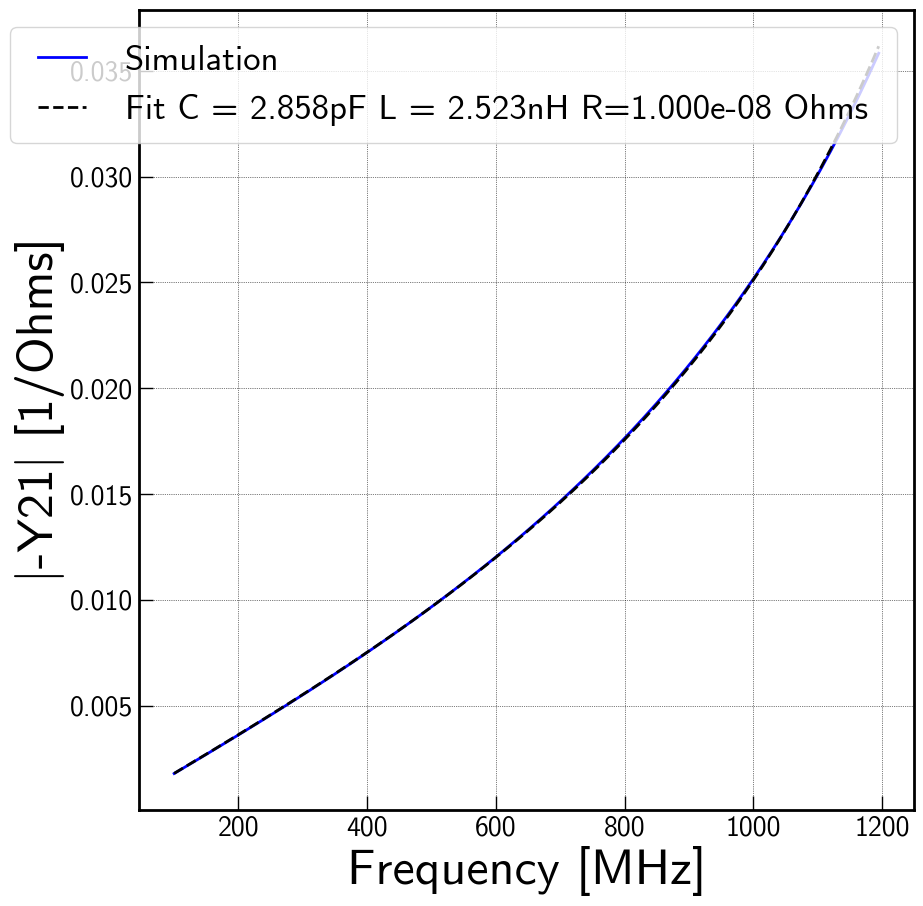 Simulation
Fit C = 2.858pF L = 2.523nH R=1.000e-08 Ohms
|-Y21| [1/Ohms]
0.035
0.030
0.025
0.020
0.015
0.010
0.005
200 400 600 800 1000 1200
Frequency [MHz]